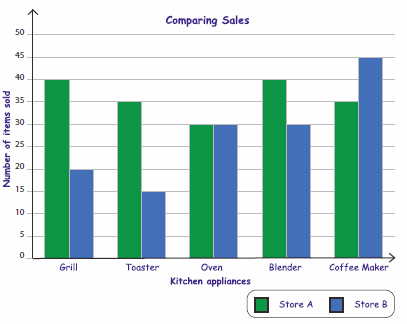 Comparing Sales
Number of items sold
50
45
40
35
30
25
20
15
10
5
0
Grill Toaster Oven Blender Coffee Maker
Kitchen appliances
Store A Store B